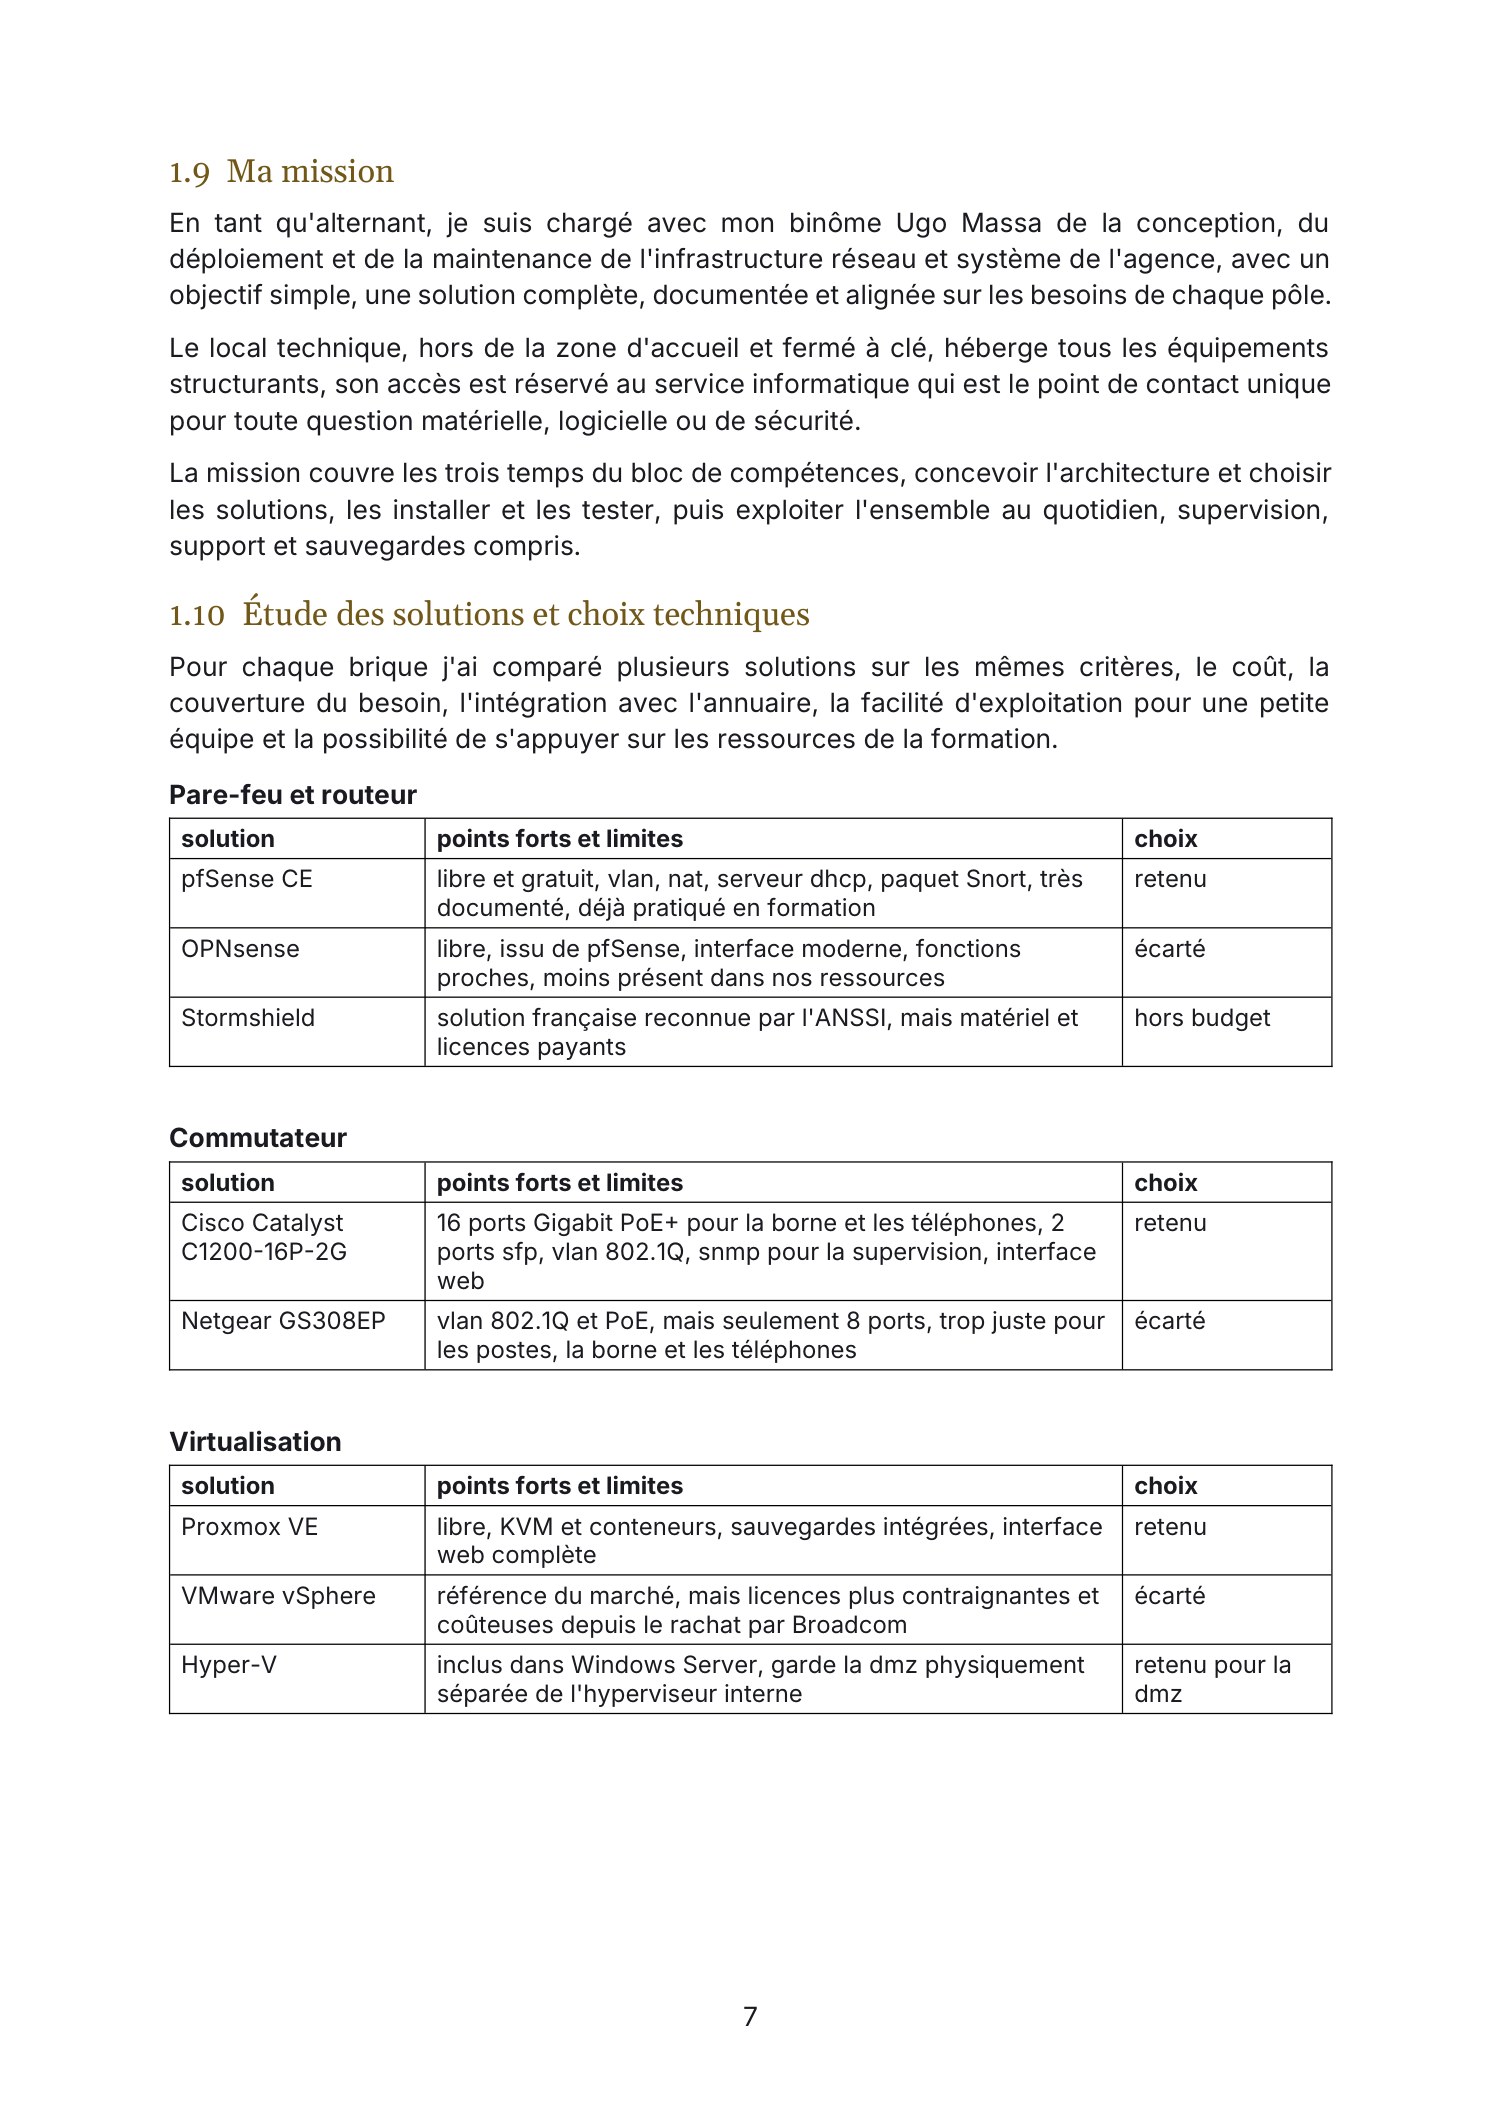 1.9 Ma mission
En tant qu'alternant, je suis chargé avec mon binôme Ugo Massa de la conception, du
déploiement et de la maintenance de l'infrastructure réseau et système de l'agence, avec un
objectif simple, une solution complète, documentée et alignée sur les besoins de chaque pôle.
Le local technique, hors de la zone d'accueil et fermé à clé, héberge tous les équipements
structurants, son accès est réservé au service informatique qui est le point de contact unique
pour toute question matérielle, logicielle ou de sécurité.
La mission couvre les trois temps du bloc de compétences, concevoir l'architecture et choisir
les solutions, les installer et les tester, puis exploiter l'ensemble au quotidien, supervision,
support et sauvegardes compris.
1.10 Étude des solutions et choix techniques
Pour chaque brique j'ai comparé plusieurs solutions sur les mêmes critères, le coût, la
couverture du besoin, l'intégration avec l'annuaire, la facilité d'exploitation pour une petite
équipe et la possibilité de s'appuyer sur les ressources de la formation.
Pare-feu et routeur
solution points forts et limites choix
pfSense CE libre et gratuit, vlan, nat, serveur dhcp, paquet Snort, très retenu
documenté, déjà pratiqué en formation
OPNsense libre, issu de pfSense, interface moderne, fonctions écarté
proches, moins présent dans nos ressources
Stormshield solution française reconnue par l'ANSSI, mais matériel et hors budget
licences payants
Commutateur
solution points forts et limites choix
Cisco Catalyst 16 ports Gigabit PoE+ pour la borne et les téléphones, 2 retenu
C1200-16P-2G ports sfp, vlan 802.1Q, snmp pour la supervision, interface
web
Netgear GS308EP vlan 802.1Q et PoE, mais seulement 8 ports, trop juste pour écarté
les postes, la borne et les téléphones
Virtualisation
solution points forts et limites choix
Proxmox VE libre, KVM et conteneurs, sauvegardes intégrées, interface retenu
web complète
VMware vSphere référence du marché, mais licences plus contraignantes et écarté
coûteuses depuis le rachat par Broadcom
Hyper-V inclus dans Windows Server, garde la dmz physiquement retenu pour la
séparée de l'hyperviseur interne dmz
7